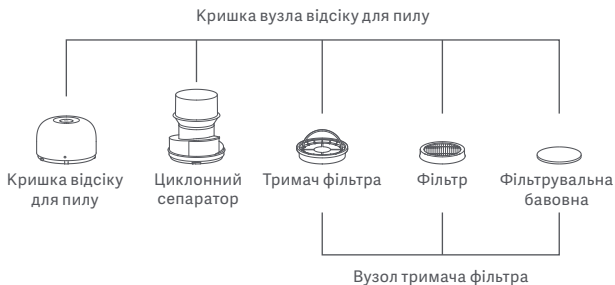 Кришка вузла відсіку для пилу
Кришка відсіку
для пилу
Циклонний
сепаратор
Тримач фільтра
Фільтр
Фільтрувальна
бавовна
Вузол тримача фільтра